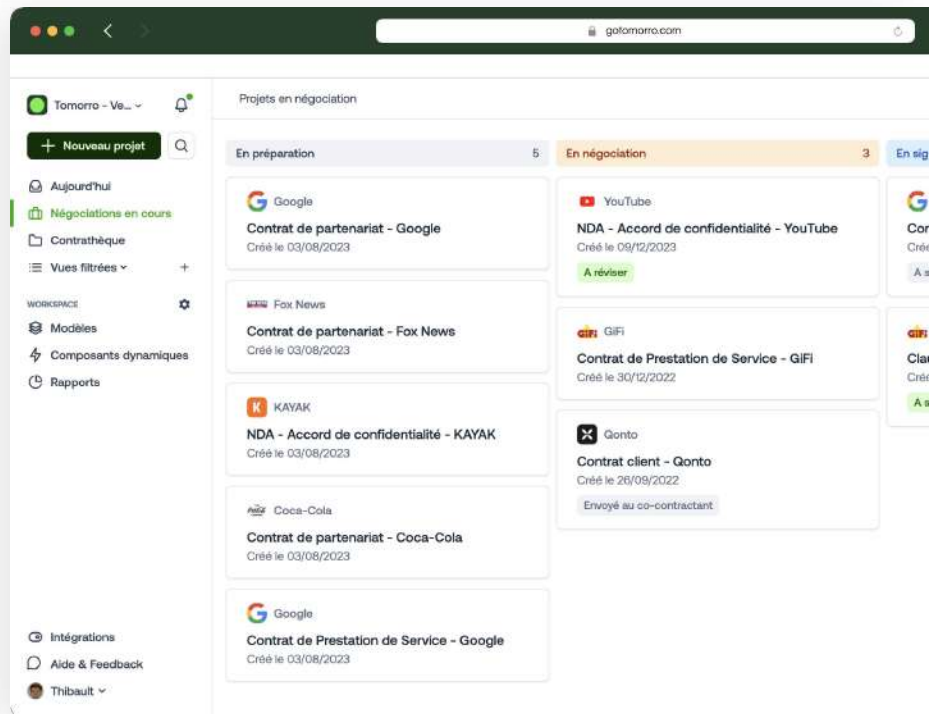 gotomorro.com
Tomorro - Ve...
Nouveau projet
Aujourd'hui
Négociations en cours
Contrathèque
Vues filtrées
WORKSPACE
Modèles
Composants dynamiques
Rapports
Intégrations
Aide & Feedback
Thibault
Projets en négociation
En préparation 5
Google
Contrat de partenariat - Google
Créé le 03/08/2023
Fox News
Contrat de partenariat - Fox News
Créé le 03/08/2023
K KAYAK
NDA - Accord de confidentialité - KAYAK
Créé le 03/08/2023
Coca-Cola
Contrat de partenariat - Coca-Cola
Créé le 03/08/2023
Google
Contrat de Prestation de Service - Google
Créé le 03/08/2023
En négociation 3
YouTube
NDA - Accord de confidentialité - YouTube
Créé le 09/12/2023
A réviser
GiFi GiFi
Contrat de Prestation de Service - GiFi
Créé le 30/12/2022
Qonto
Contrat client - Qonto
Créé le 26/09/2022
Envoyé au co-contractant
En sig
Cor
Créé
A s
GiFi
Cla
Créé
A s